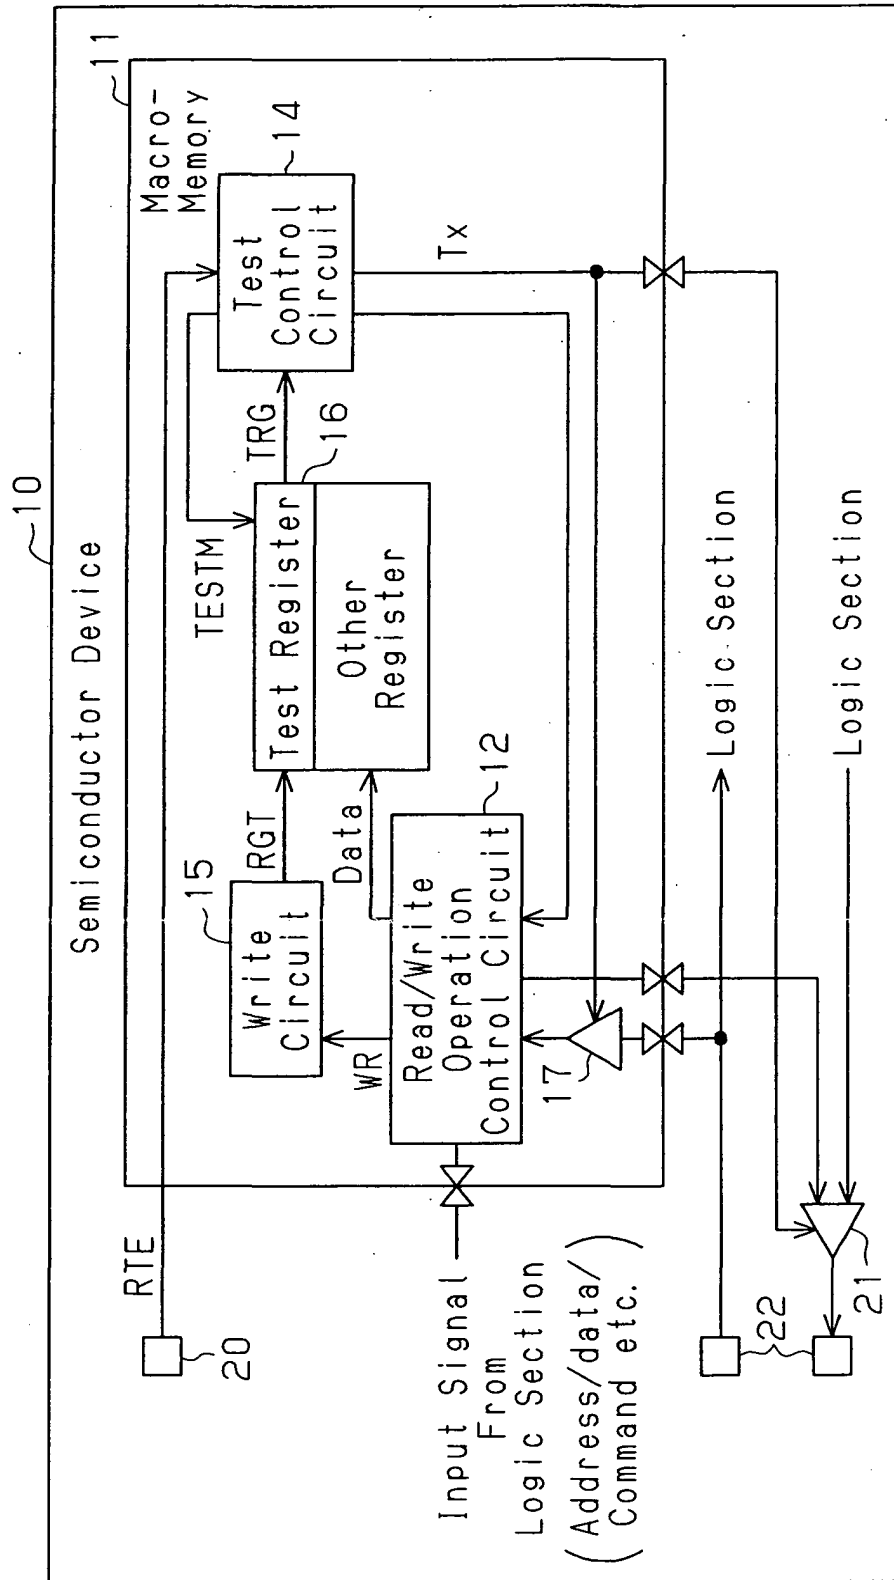 10
Semiconductor Device
11
Macro-
Memory
RTE
20
TESTM
15
Write
Circuit
RGT
Test Register
16
TRG
Test
Control
Circuit
14
Other
Register
Data
WR
Read/Write
Operation
Control Circuit
12
Tx
17
Input Signal
From
Logic Section
(Address/data/
Command etc.)
22
21
Logic Section
Logic Section